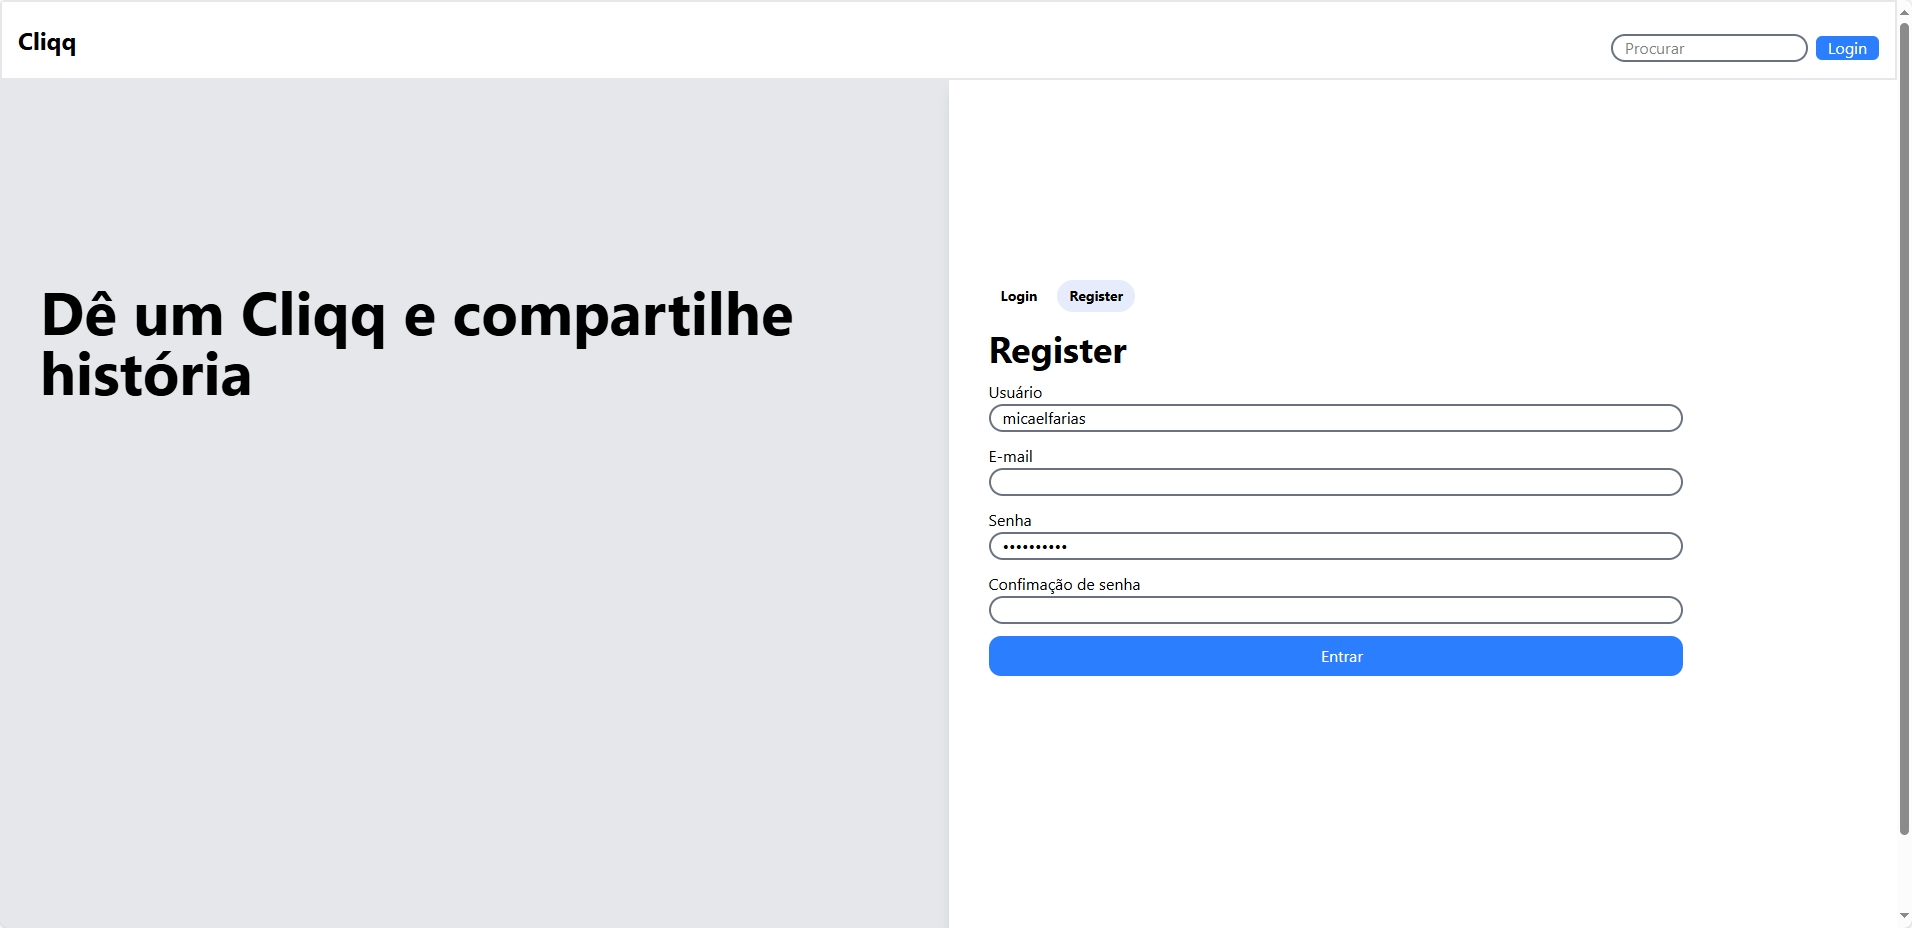 Cliqq
Procurar
Login
Dê um Cliqq e compartilhe
história
Login
Register
Register
Usuário
micaelfarias
E-mail
Senha
••••••••••
Confimação de senha
Entrar